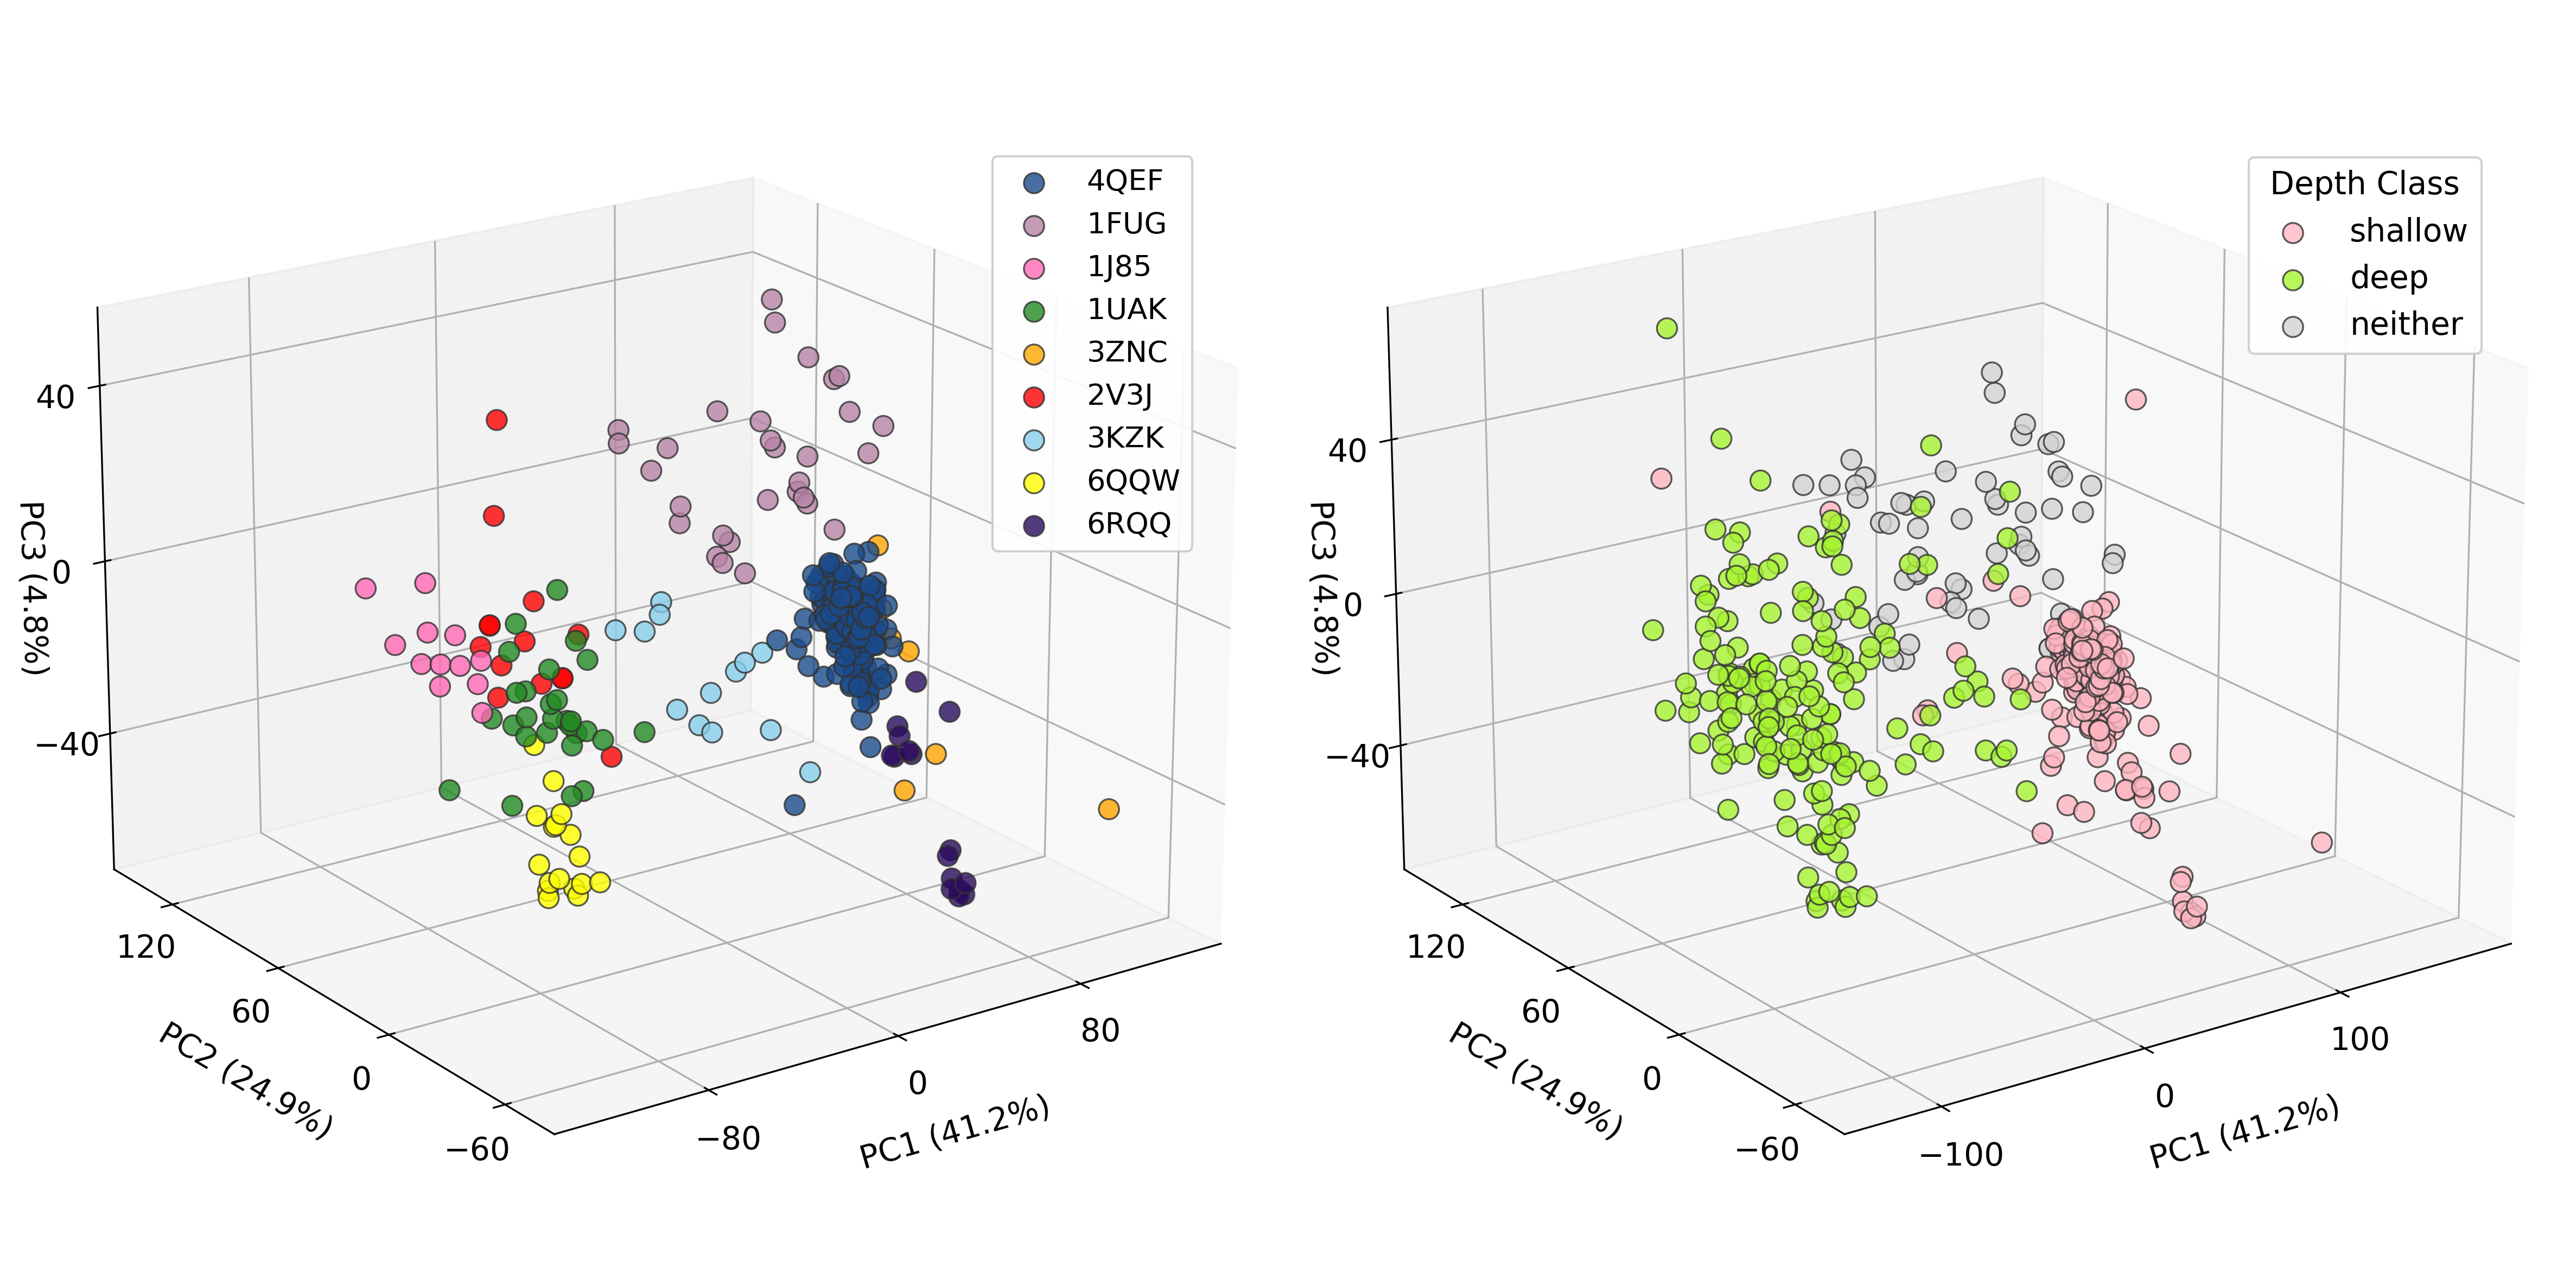 4QEF
1FUG
1J85
1UAK
3ZNC
2V3J
3KZK
6QQW
6RQQ
40
0
−40
PC3 (4.8%)
120
60
0
−60
PC2 (24.9%)
−80
0
80
PC1 (41.2%)
Depth Class
shallow
deep
neither
40
0
−40
PC3 (4.8%)
120
60
0
−60
PC2 (24.9%)
−100
0
100
PC1 (41.2%)